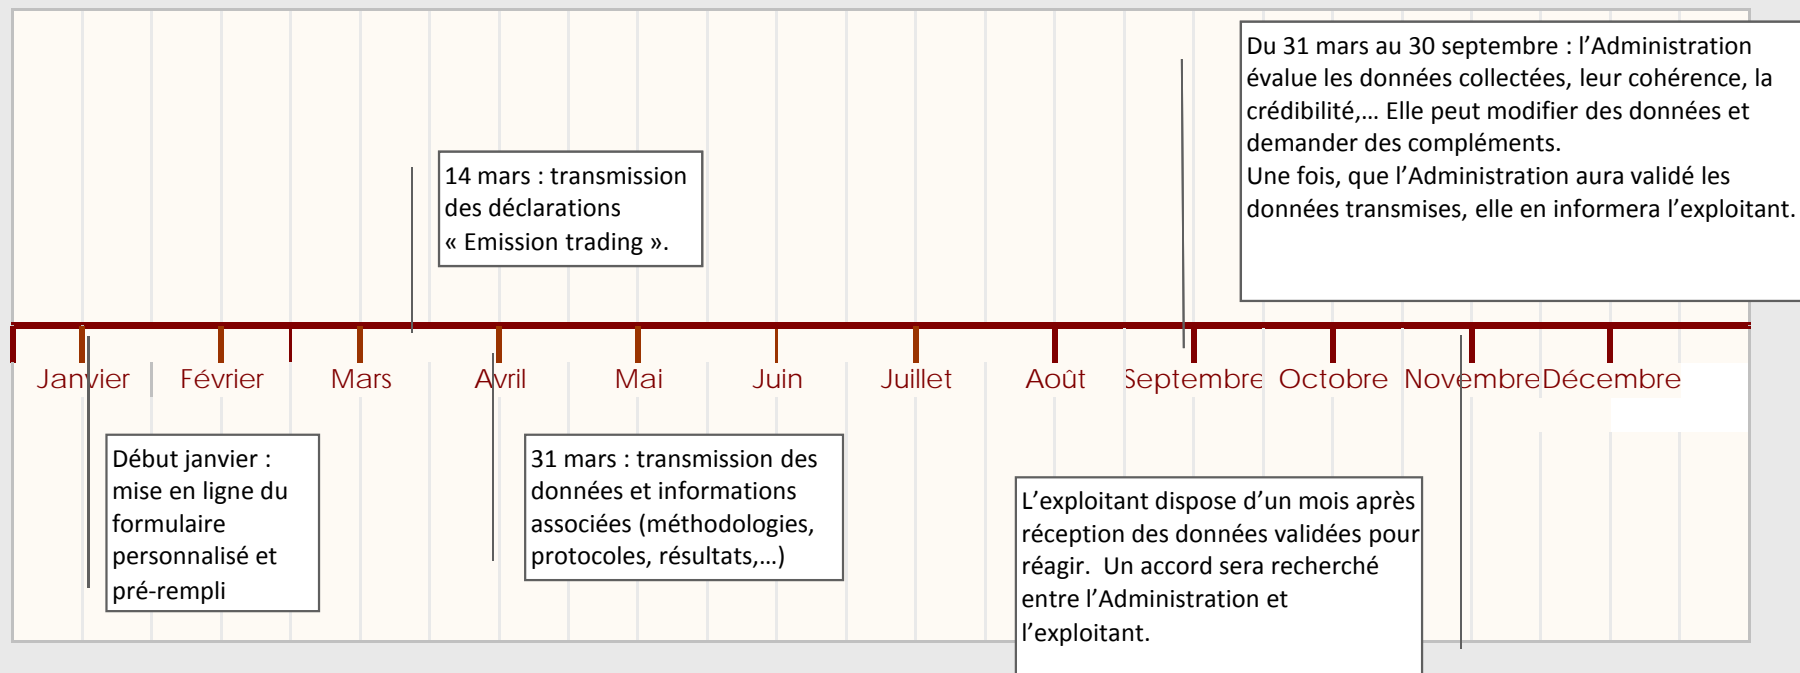 Du 31 mars au 30 septembre : l’Administration
évalue les données collectées, leur cohérence, la
crédibilité,… Elle peut modifier des données et
demander des compléments.
Une fois, que l’Administration aura validé les
données transmises, elle en informera l’exploitant.
14 mars : transmission
des déclarations
« Emission trading ».
Janvier Février Mars Avril Mai Juin Juillet Août Septembre Octobre Novembre Décembre
Début janvier :
mise en ligne du
formulaire
personnalisé et
pré-rempli
31 mars : transmission des
données et informations
associées (méthodologies,
protocoles, résultats,…)
L’exploitant dispose d’un mois après
réception des données validées pour
réagir.  Un accord sera recherché
entre l’Administration et
l’exploitant.